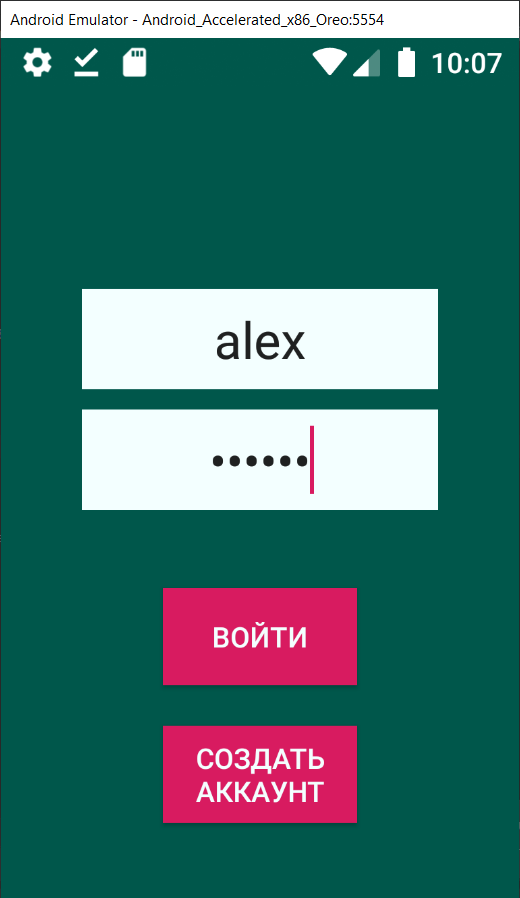 Android Emulator - Android_Accelerated_x86_Oreo:5554
10:07
alex
••••••
ВОЙТИ
СОЗДАТЬ
АККАУНТ